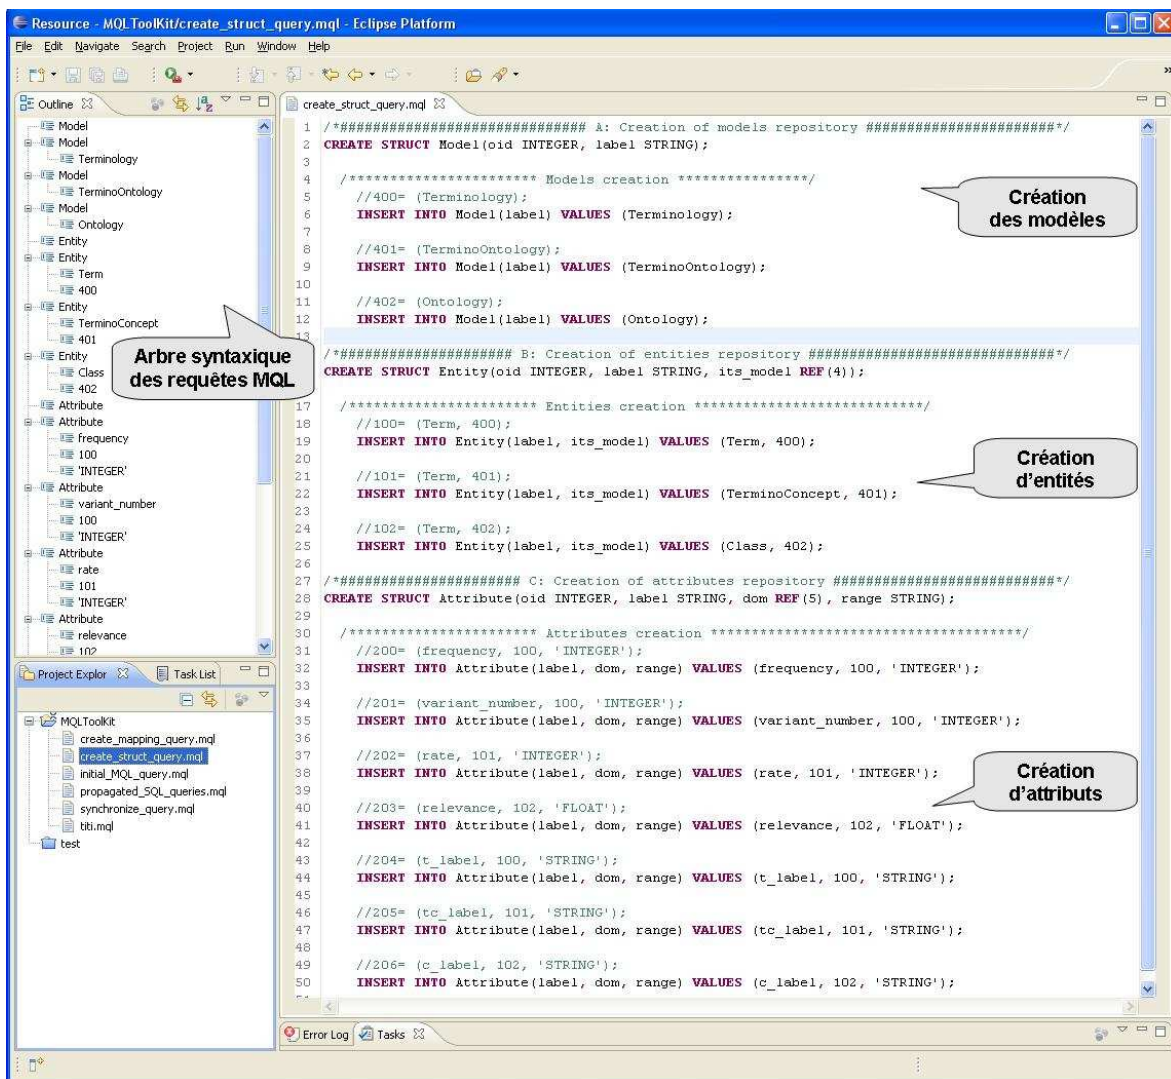 Resource - MQLToolKit/create_struct_query.mql - Eclipse Platform
File Edit Navigate Search Project Run Window Help
Outline
Model
Model
Terminology
Model
TerminoOntology
Model
Ontology
Entity
Entity
Term
400
Entity
TerminoConcept
401
Entity
Class
402
Attribute
Attribute
frequency
100
'INTEGER'
Attribute
variant_number
100
'INTEGER'
Attribute
rate
101
'INTEGER'
Attribute
relevance
102
Arbre syntaxique
des requêtes MQL
Project Explor Task List
MQLToolKit
create_mapping_query.mql
create_struct_query.mql
initial_MQL_query.mql
propagated_SQL_queries.mql
synchronize_query.mql
titi.mql
test
create_struct_query.mql
1 /*############################## A: Creation of models repository #######################*/
2 CREATE STRUCT Model(oid INTEGER, label STRING);
3
4 /*********************** Models creation ****************/
5 //400= (Terminology);
6 INSERT INTO Model(label) VALUES (Terminology);
7
8 //401= (TerminoOntology);
9 INSERT INTO Model(label) VALUES (TerminoOntology);
10
11 //402= (Ontology);
12 INSERT INTO Model(label) VALUES (Ontology);
13
/*##################### B: Creation of entities repository ##############################*/
CREATE STRUCT Entity(oid INTEGER, label STRING, its_model REF(4));
17 /*********************** Entities creation ****************************/
18 //100= (Term, 400);
19 INSERT INTO Entity(label, its_model) VALUES (Term, 400);
20
21 //101= (Term, 401);
22 INSERT INTO Entity(label, its_model) VALUES (TerminoConcept, 401);
23
24 //102= (Term, 402);
25 INSERT INTO Entity(label, its_model) VALUES (Class, 402);
26
27 /*###################### C: Creation of attributes repository ###########################*/
28 CREATE STRUCT Attribute(oid INTEGER, label STRING, dom REF(5), range STRING);
29
30 /*********************** Attributes creation **************************************/
31 //200= (frequency, 100, 'INTEGER');
32 INSERT INTO Attribute(label, dom, range) VALUES (frequency, 100, 'INTEGER');
33
34 //201= (variant_number, 100, 'INTEGER');
35 INSERT INTO Attribute(label, dom, range) VALUES (variant_number, 100, 'INTEGER');
36
37 //202= (rate, 101, 'INTEGER');
38 INSERT INTO Attribute(label, dom, range) VALUES (rate, 101, 'INTEGER');
39
40 //203= (relevance, 102, 'FLOAT');
41 INSERT INTO Attribute(label, dom, range) VALUES (relevance, 102, 'FLOAT');
42
43 //204= (t_label, 100, 'STRING');
44 INSERT INTO Attribute(label, dom, range) VALUES (t_label, 100, 'STRING');
45
46 //205= (tc_label, 101, 'STRING');
47 INSERT INTO Attribute(label, dom, range) VALUES (tc_label, 101, 'STRING');
48
49 //206= (c_label, 102, 'STRING');
50 INSERT INTO Attribute(label, dom, range) VALUES (c_label, 102, 'STRING');
Création
des modèles
Création
d'entités
Création
d'attributs
Error Log Tasks